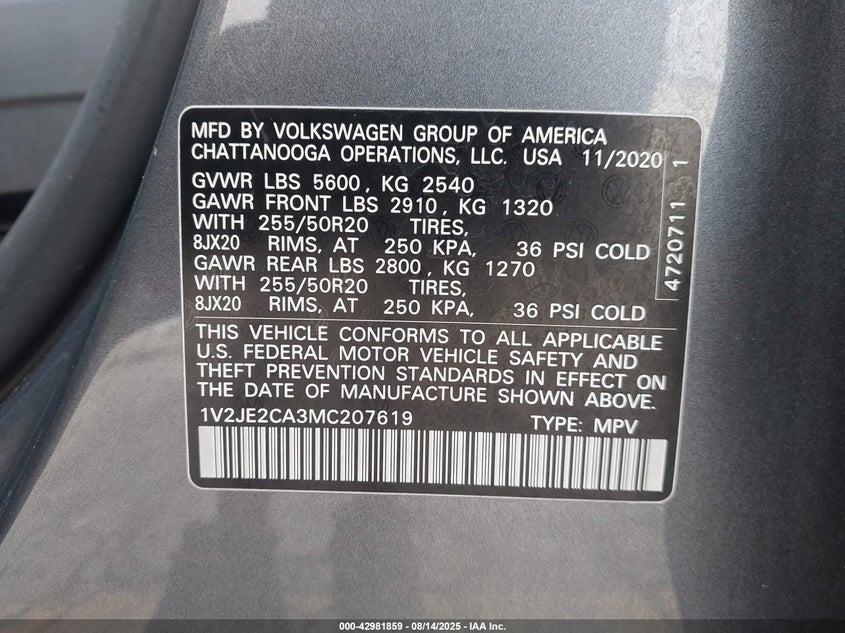 MFD BY VOLKSWAGEN GROUP OF AMERICA
CHATTANOOGA OPERATIONS, LLC. USA 11/2020
GVWR LBS 5600, KG 2540
GAWR FRONT LBS 2910, KG 1320
WITH 255/50R20 TIRES,
8JX20 RIMS, AT 250 KPA, 36 PSI COLD
GAWR REAR LBS 2800, KG 1270
WITH 255/50R20 TIRES,
8JX20 RIMS, AT 250 KPA, 36 PSI COLD
THIS VEHICLE CONFORMS TO ALL APPLICABLE
U.S. FEDERAL MOTOR VEHICLE SAFETY AND
THEFT PREVENTION STANDARDS IN EFFECT ON
THE DATE OF MANUFACTURE SHOWN ABOVE.
1V2JE2CA3MC207619 TYPE: MPV
4720711 1
000-42981859 - 08/14/2025 - IAA Inc.